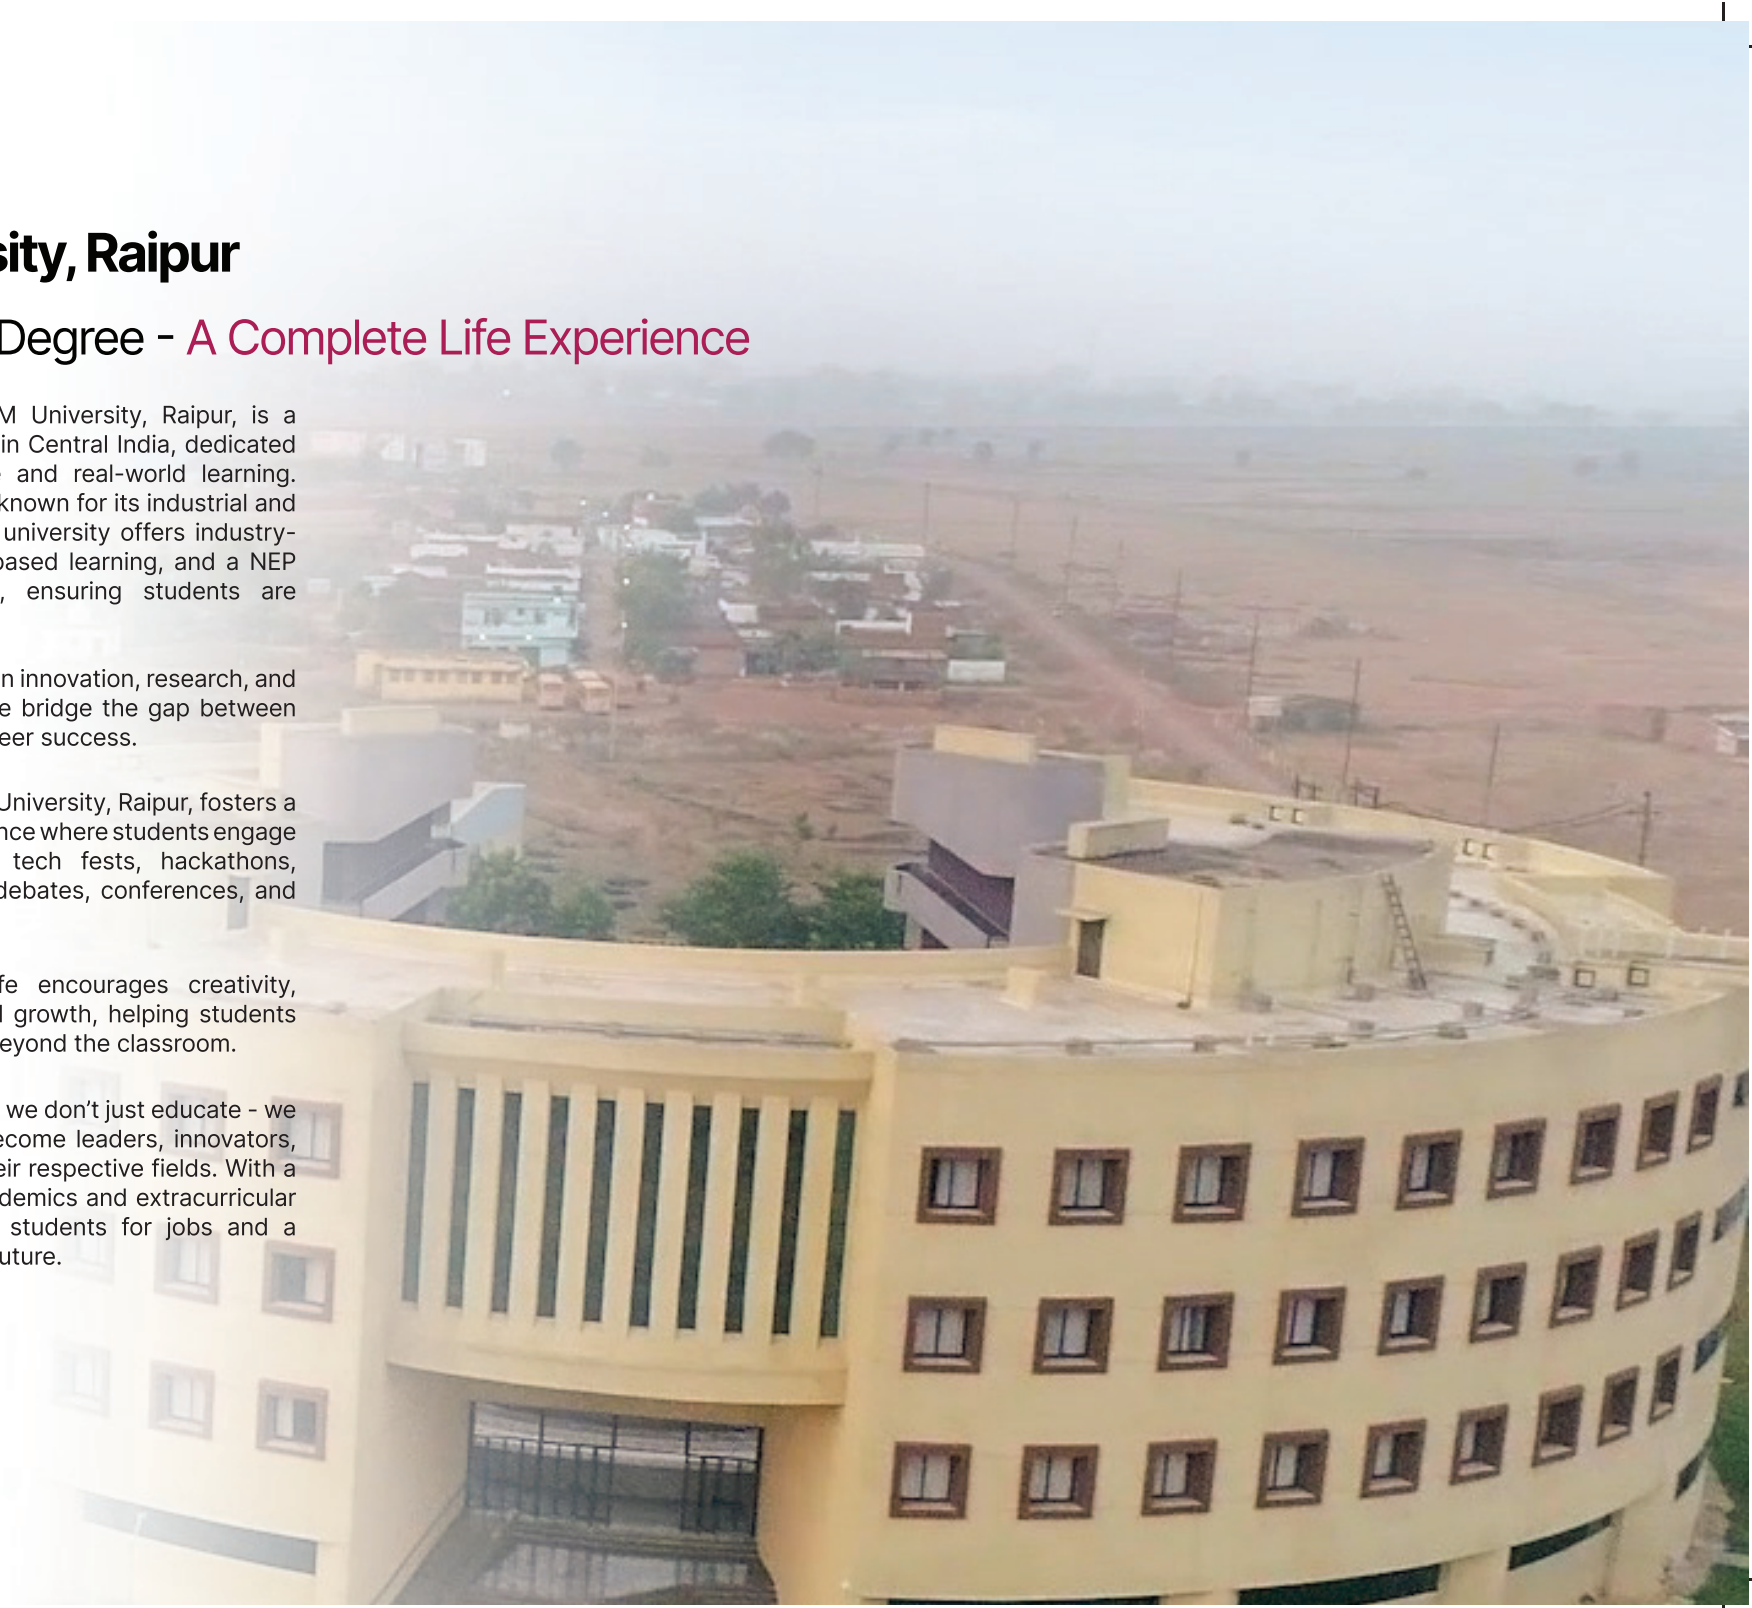 sity, Raipur
Degree - A Complete Life Experience
M University, Raipur, is a
in Central India, dedicated
and real-world learning.
known for its industrial and
university offers industry-
based learning, and a NEP
, ensuring students are
n innovation, research, and
e bridge the gap between
eer success.
University, Raipur, fosters a
nce where students engage
tech fests, hackathons,
debates, conferences, and
fe encourages creativity,
l growth, helping students
eyond the classroom.
we don't just educate - we
ecome leaders, innovators,
eir respective fields. With a
demics and extracurricular
students for jobs and a
uture.